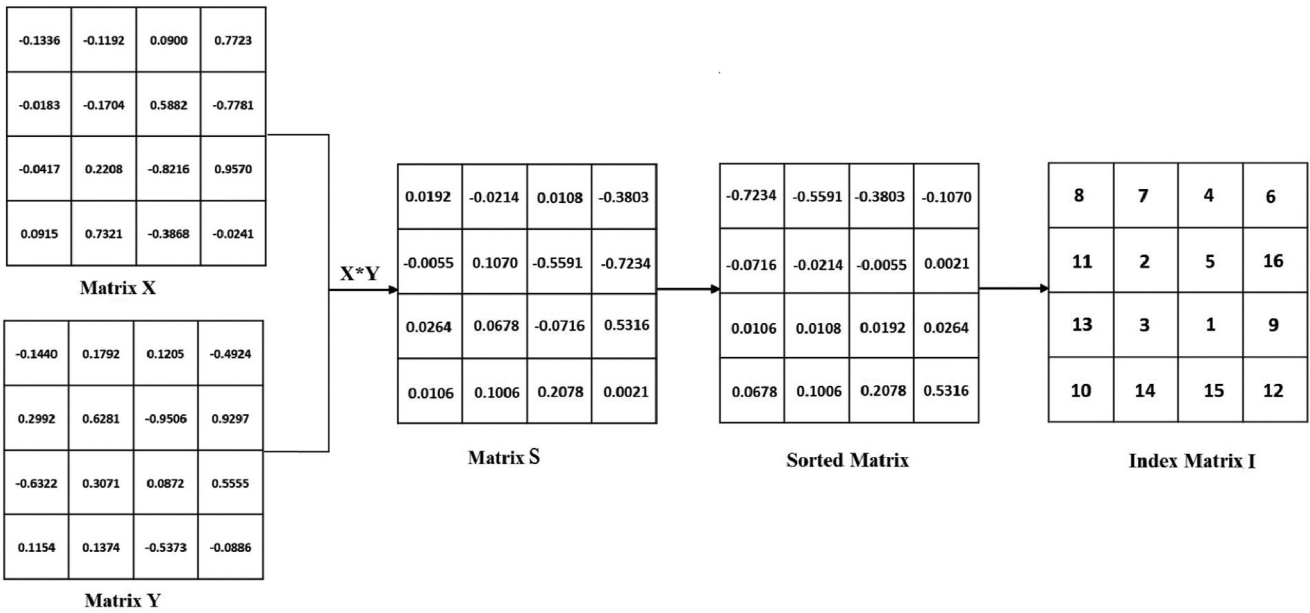 -0.1336 -0.1192 0.0900 0.7723
-0.0183 -0.1704 0.5882 -0.7781
-0.0417 0.2208 -0.8216 0.9570
0.0915 0.7321 -0.3868 -0.0241
Matrix X
-0.1440 0.1792 0.1205 -0.4924
0.2992 0.6281 -0.9506 0.9297
-0.6322 0.3071 0.0872 0.5555
0.1154 0.1374 -0.5373 -0.0886
Matrix Y
X*Y
0.0192 -0.0214 0.0108 -0.3803
-0.0055 0.1070 -0.5591 -0.7234
0.0264 0.0678 -0.0716 0.5316
0.0106 0.1006 0.2078 0.0021
Matrix S
-0.7234 -0.5591 -0.3803 -0.1070
-0.0716 -0.0214 -0.0055 0.0021
0.0106 0.0108 0.0192 0.0264
0.0678 0.1006 0.2078 0.5316
Sorted Matrix
8 7 4 6
11 2 5 16
13 3 1 9
10 14 15 12
Index Matrix I